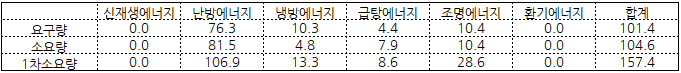 신재생에너지 난방에너지 냉방에너지 급탕에너지 조명에너지 환기에너지 합계
요구량 0.0 76.3 10.3 4.4 10.4 0.0 101.4
소요량 0.0 81.5 4.8 7.9 10.4 0.0 104.6
1차소요량 0.0 106.9 13.3 8.6 28.6 0.0 157.4